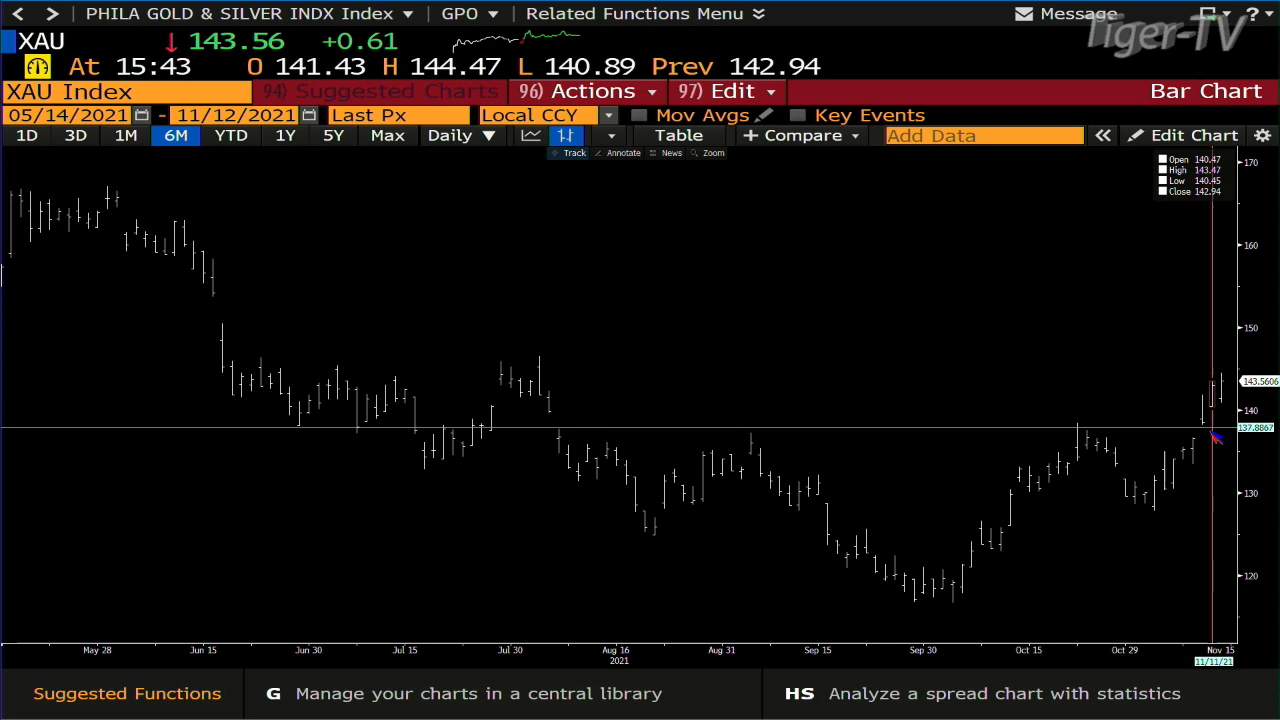 PHILA GOLD & SILVER INDX Index GPO Related Functions Menu Message ?
Tiger-TV
XAU 143.56 +0.61
At 15:43 O 141.43 H 144.47 L 140.89 Prev 142.94
XAU Index 94) Suggested Charts 96) Actions 97) Edit Bar Chart
05/14/2021 - 11/12/2021 Last Px Local CCY Mov Avgs Key Events
1D 3D 1M 6M YTD 1Y 5Y Max Daily Table + Compare Add Data Edit Chart
Track Annotate News Zoom
Open 140.47
High 143.47
Low 140.45
Close 142.94
170
160
150
143.5606
140
137.8867
130
120
May 28 Jun 15 Jun 30 Jul 15 Jul 30 Aug 16 Aug 31 Sep 15 Sep 30 Oct 15 Oct 29 Nov 15
2021 11/11/21
Suggested Functions G Manage your charts in a central library HS Analyze a spread chart with statistics